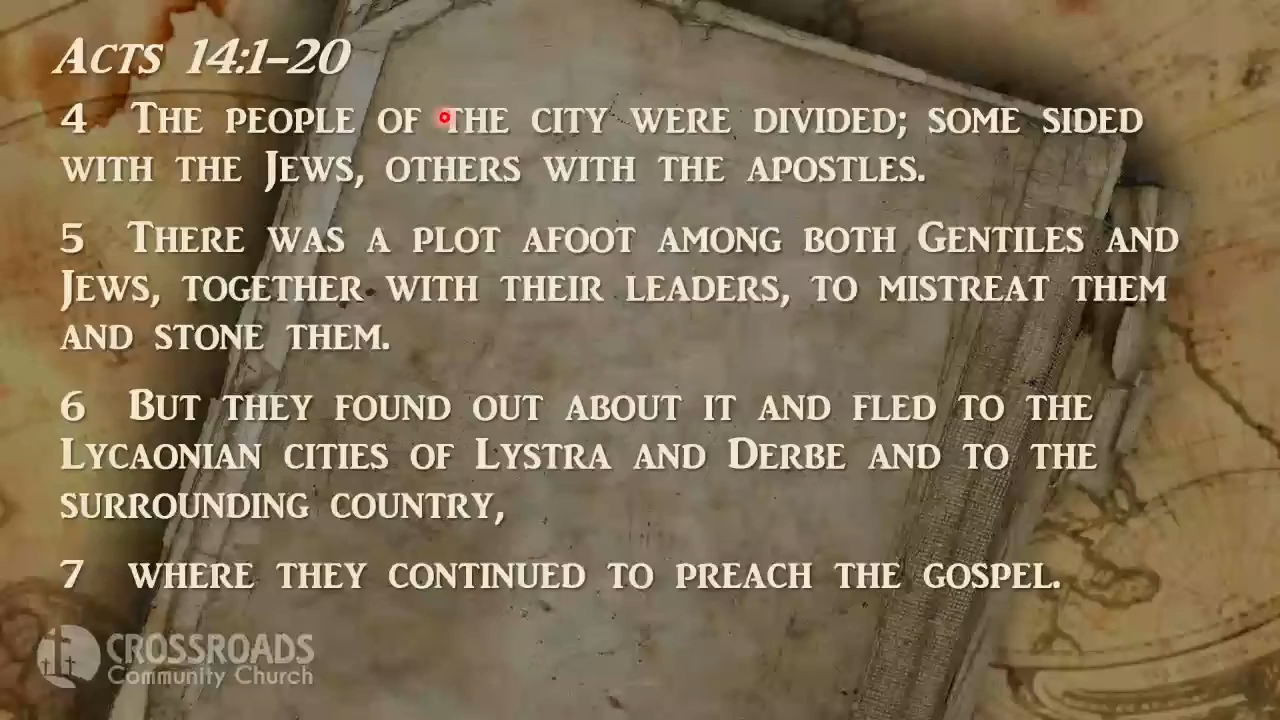 Acts 14:1-20
4 The people of the city were divided; some sided
with the Jews, others with the apostles.
5 There was a plot afoot among both Gentiles and
Jews, together with their leaders, to mistreat them
and stone them.
6 But they found out about it and fled to the
Lycaonian cities of Lystra and Derbe and to the
surrounding country,
7 where they continued to preach the gospel.
CROSSROADS
Community Church